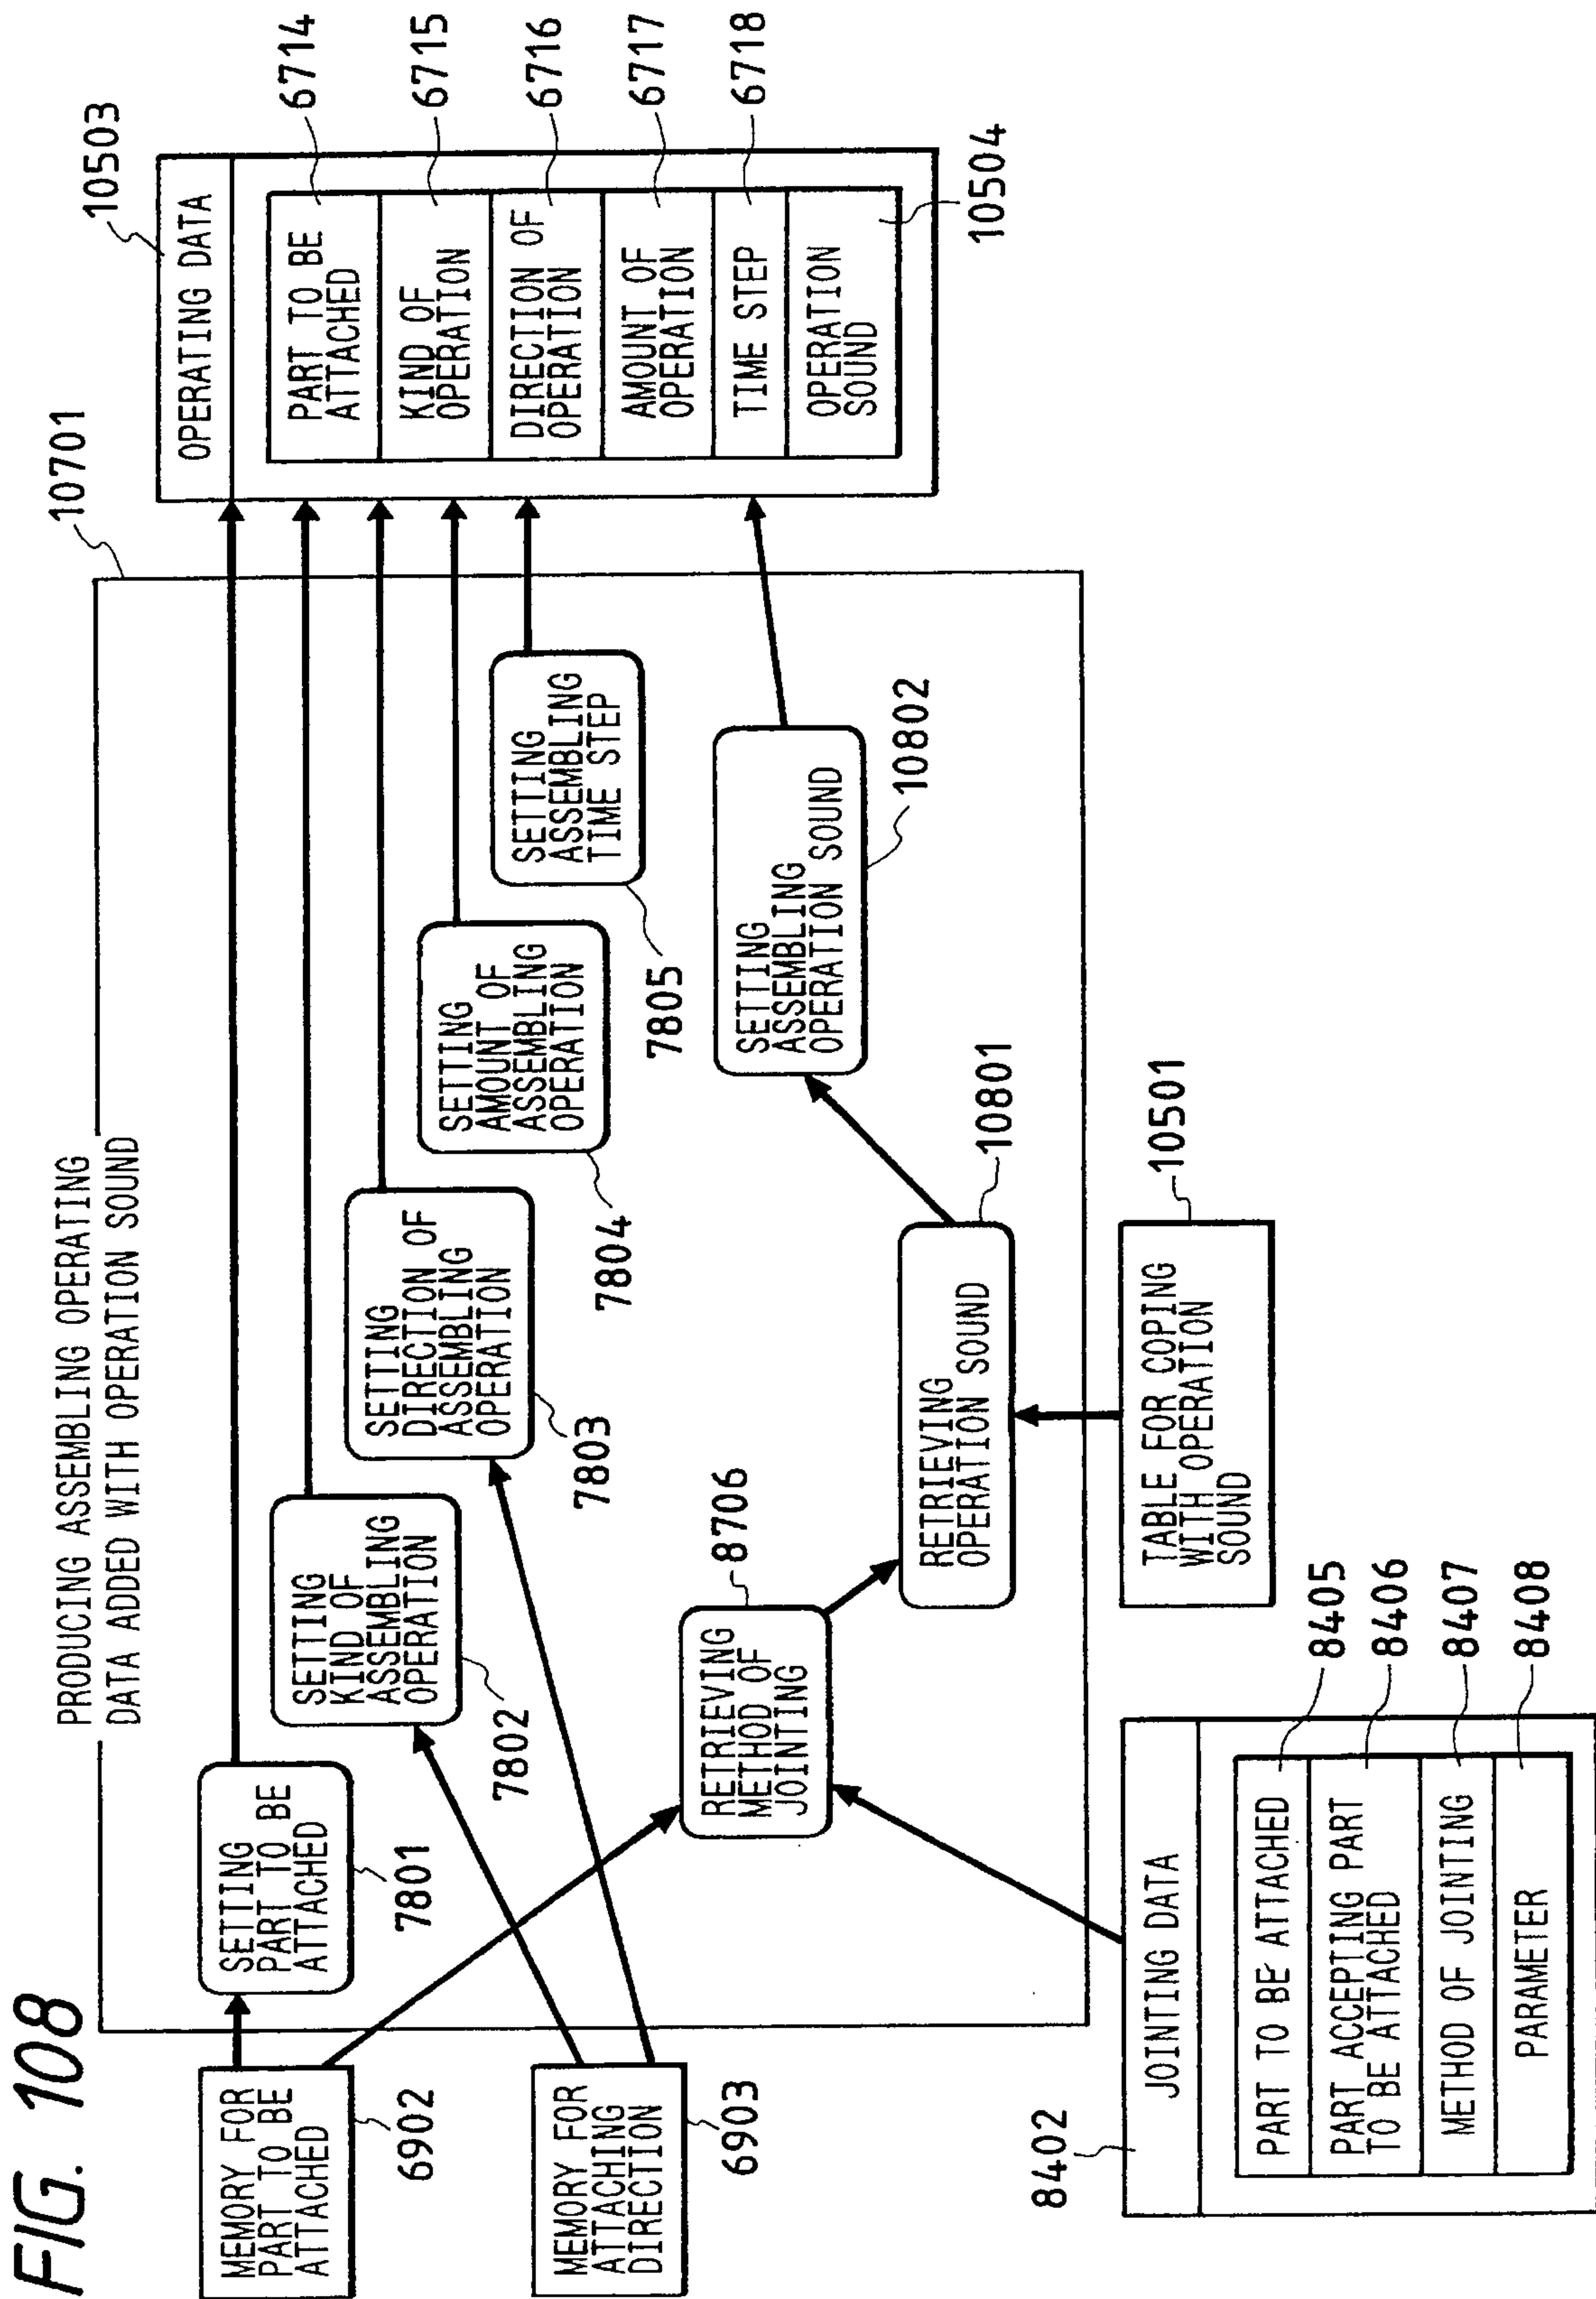 FIG. 108
PRODUCING ASSEMBLING OPERATING
DATA ADDED WITH OPERATION SOUND
10701
MEMORY FOR
PART TO BE
ATTACHED
6902
MEMORY FOR
ATTACHING
DIRECTION
6903
SETTING
PART TO BE
ATTACHED
7801
SETTING
KIND OF
ASSEMBLING
OPERATION
7802
SETTING
DIRECTION OF
ASSEMBLING
OPERATION
7803
SETTING
AMOUNT OF
ASSEMBLING
OPERATION
7804
SETTING
ASSEMBLING
TIME STEP
7805
RETRIEVING
METHOD OF
JOINTING
8706
RETRIEVING
OPERATION SOUND
10801
SETTING
ASSEMBLING
OPERATION SOUND
10802
10503
OPERATING DATA
PART TO BE
ATTACHED
6714
KIND OF
OPERATION
6715
DIRECTION OF
OPERATION
6716
AMOUNT OF
OPERATION
6717
TIME STEP
6718
OPERATION
SOUND
10504
8402
JOINTING DATA
PART TO BE ATTACHED
8405
PART ACCEPTING PART
TO BE ATTACHED
8406
METHOD OF JOINTING
8407
PARAMETER
8408
TABLE FOR COPING
WITH OPERATION
SOUND
10501